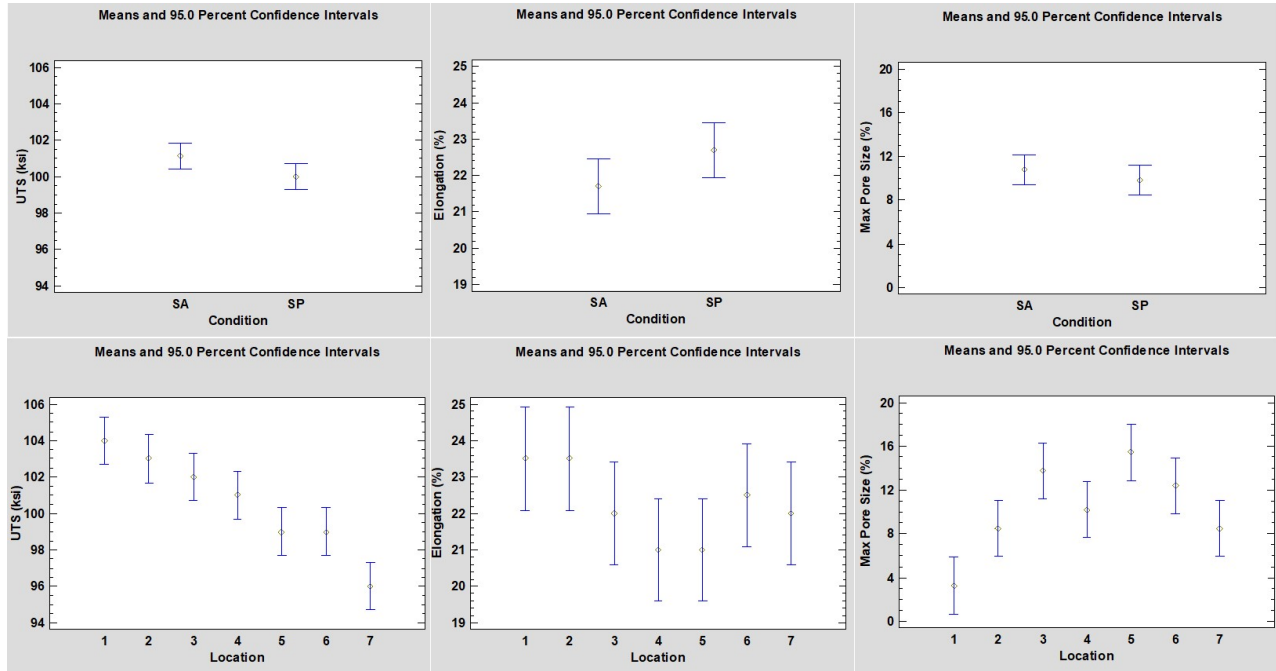 Means and 95.0 Percent Confidence Intervals
UTS (ksi)
106
104
102
100
98
96
94
SA SP
Condition
Means and 95.0 Percent Confidence Intervals
Elongation (%)
25
24
23
22
21
20
19
SA SP
Condition
Means and 95.0 Percent Confidence Intervals
Max Pore Size (%)
20
16
12
8
4
0
SA SP
Condition
Means and 95.0 Percent Confidence Intervals
UTS (ksi)
106
104
102
100
98
96
94
1 2 3 4 5 6 7
Location
Means and 95.0 Percent Confidence Intervals
Elongation (%)
25
24
23
22
21
20
19
1 2 3 4 5 6 7
Location
Means and 95.0 Percent Confidence Intervals
Max Pore Size (%)
20
16
12
8
4
0
1 2 3 4 5 6 7
Location